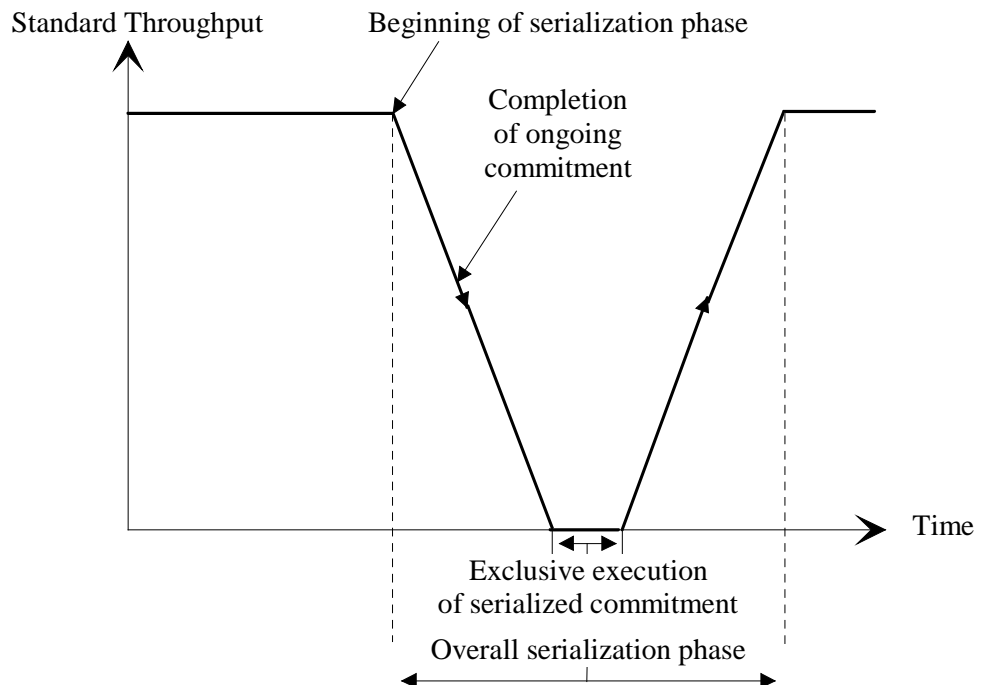 Standard Throughput
Beginning of serialization phase
Completion
of ongoing
commitment
Time
Exclusive execution
of serialized commitment
Overall serialization phase